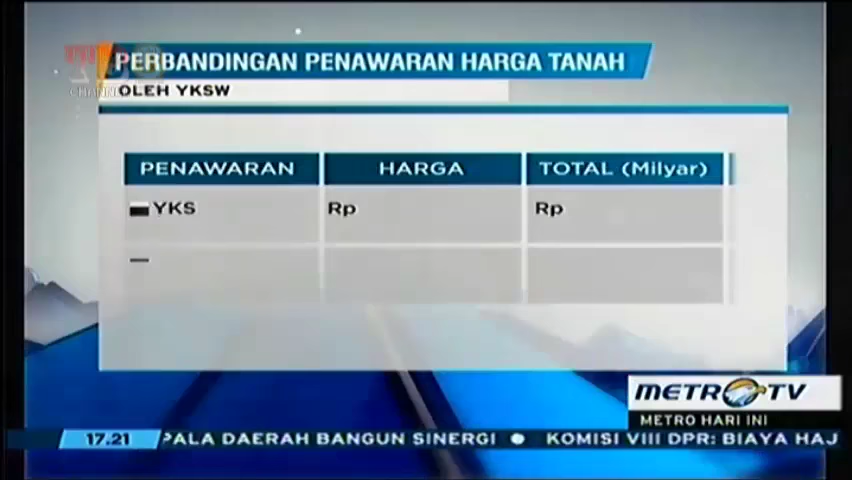 PERBANDINGAN PENAWARAN HARGA TANAH
CHANNEL
OLEH YKSW
PENAWARAN HARGA TOTAL (Milyar)
YKS Rp Rp
METRO TV
METRO HARI INI
17.21 PALA DAERAH BANGUN SINERGI ● KOMISI VIII DPR: BIAYA HAJ